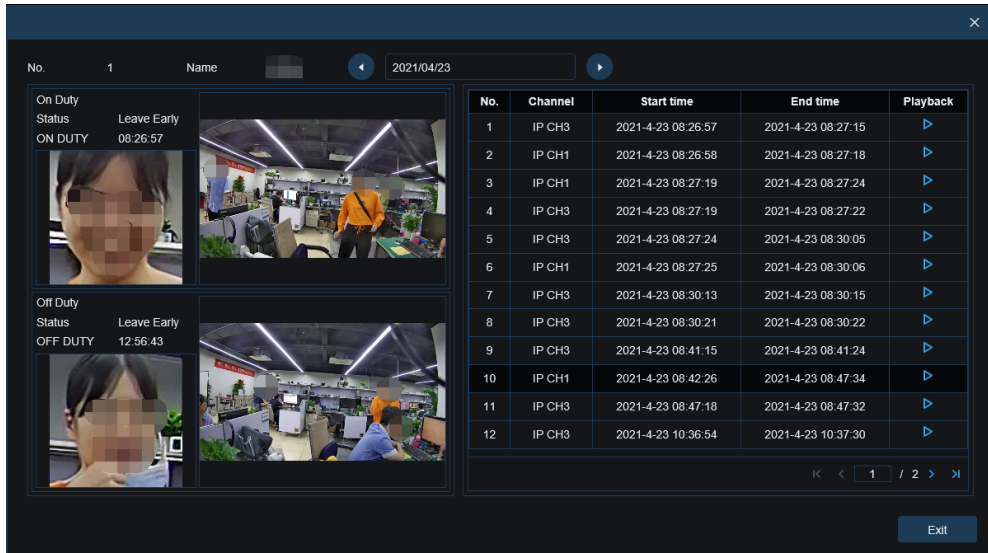 No. 1 Name 2021/04/23
On Duty
Status Leave Early
ON DUTY 08:26:57
Off Duty
Status Leave Early
OFF DUTY 12:56:43
No. Channel Start time End time Playback
1 IP CH3 2021-4-23 08:26:57 2021-4-23 08:27:15
2 IP CH1 2021-4-23 08:26:58 2021-4-23 08:27:18
3 IP CH1 2021-4-23 08:27:19 2021-4-23 08:27:24
4 IP CH3 2021-4-23 08:27:19 2021-4-23 08:27:22
5 IP CH3 2021-4-23 08:27:24 2021-4-23 08:30:05
6 IP CH1 2021-4-23 08:27:25 2021-4-23 08:30:06
7 IP CH3 2021-4-23 08:30:13 2021-4-23 08:30:15
8 IP CH3 2021-4-23 08:30:21 2021-4-23 08:30:22
9 IP CH3 2021-4-23 08:41:15 2021-4-23 08:41:24
10 IP CH1 2021-4-23 08:42:26 2021-4-23 08:47:34
11 IP CH3 2021-4-23 08:47:18 2021-4-23 08:47:32
12 IP CH3 2021-4-23 10:36:54 2021-4-23 10:37:30
1 / 2
Exit